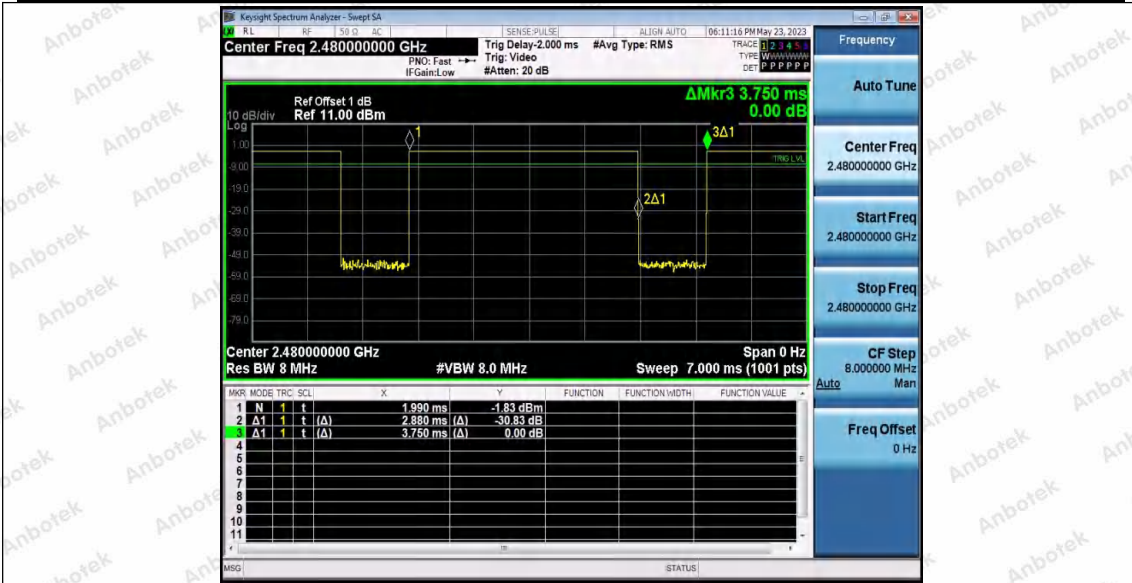 Keysight Spectrum Analyzer - Swept SA
RL RF 50 Ω AC SENSE:PULSE ALIGN AUTO 06:11:16 PM May 23, 2023
Center Freq 2.480000000 GHz
PNO: Fast
IFGain:Low
Trig Delay-2.000 ms
Trig: Video
#Atten: 20 dB
#Avg Type: RMS
TRACE 1 2 3 4 5 6
TYPE WWWWWW
DET P P P P P P
Frequency
Auto Tune
Center Freq
2.480000000 GHz
Start Freq
2.480000000 GHz
Stop Freq
2.480000000 GHz
CF Step
8.000000 MHz
Auto Man
Freq Offset
0 Hz
ΔMkr3 3.750 ms
0.00 dB
Ref Offset 1 dB
10 dB/div Ref 11.00 dBm
Log
1.00
-9.00
-19.0
-29.0
-39.0
-49.0
-59.0
-69.0
-79.0
1
3Δ1
TRIG LVL
2Δ1
Center 2.480000000 GHz Span 0 Hz
Res BW 8 MHz #VBW 8.0 MHz Sweep 7.000 ms (1001 pts)
MKR MODE TRC SCL X Y FUNCTION FUNCTION WIDTH FUNCTION VALUE
1 N 1 t 1.990 ms -1.83 dBm
2 Δ1 1 t (Δ) 2.880 ms (Δ) -30.83 dB
3 Δ1 1 t (Δ) 3.750 ms (Δ) 0.00 dB
4
5
6
7
8
9
10
11
MSG STATUS
Anbotek